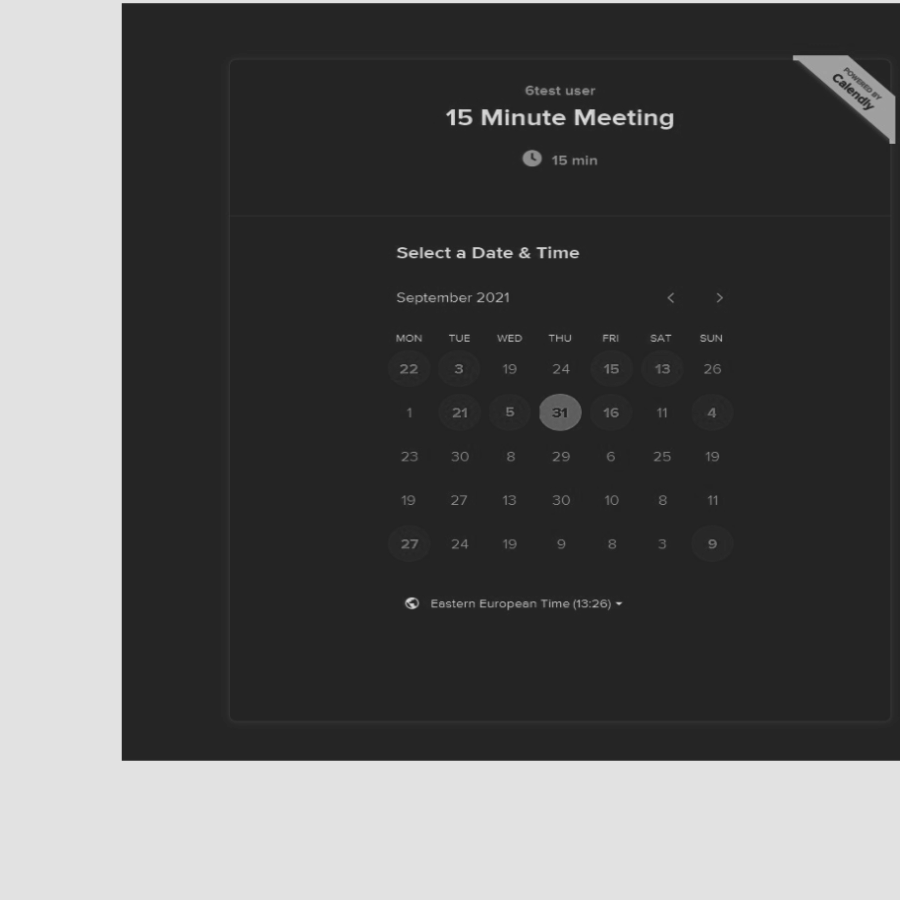 POWERED BY
Calendly
6test user
15 Minute Meeting
15 min
Select a Date & Time
September 2021
MON TUE WED THU FRI SAT SUN
22 3 19 24 15 13 26
1 21 5 31 16 11 4
23 30 8 29 6 25 19
19 27 13 30 10 8 11
27 24 19 9 8 3 9
Eastern European Time (13:26)